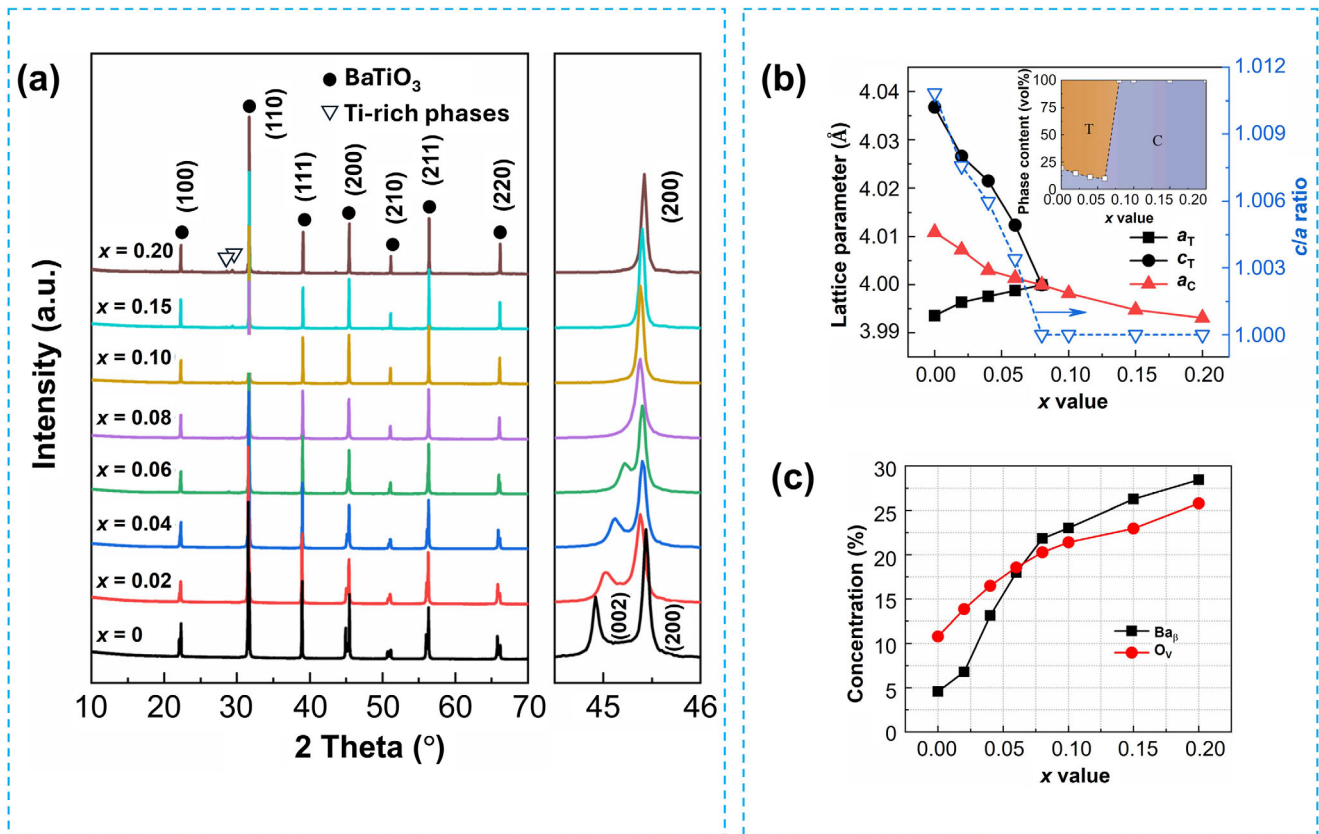 (a)
BaTiO3
Ti-rich phases
(100)
(110)
(111)
(200)
(210)
(211)
(220)
(200)
x = 0.20
x = 0.15
x = 0.10
x = 0.08
x = 0.06
x = 0.04
x = 0.02
x = 0
(002)
(200)
Intensity (a.u.)
10 20 30 40 50 60 70
45 46
2 Theta (°)
(b)
4.04
4.03
4.02
4.01
4.00
3.99
Lattice parameter (Å)
1.012
1.009
1.006
1.003
1.000
c/a ratio
100
75
50
25
0
Phase content (vol%)
T
C
0.00 0.05 0.10 0.15 0.20
x value
aT
cT
aC
0.00 0.05 0.10 0.15 0.20
x value
(c)
30
25
20
15
10
5
0
Concentration (%)
Baβ
OV
0.00 0.05 0.10 0.15 0.20
x value